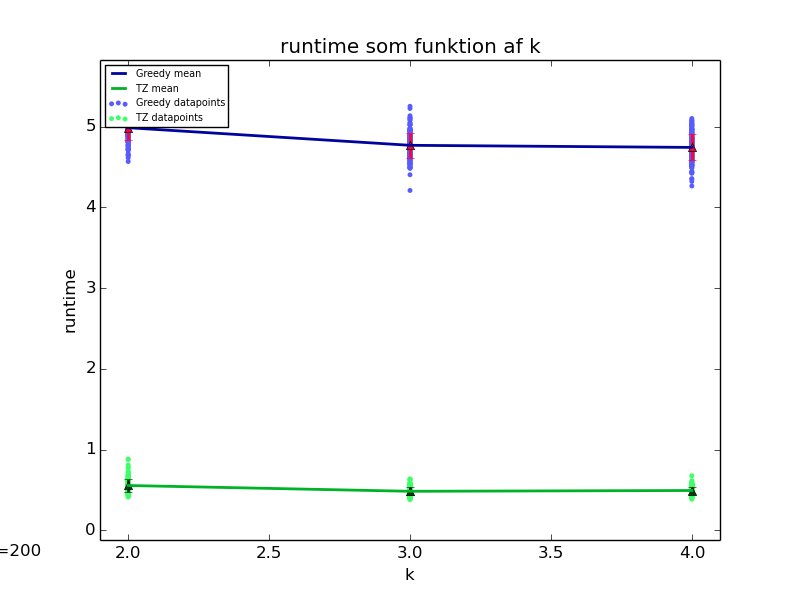 runtime som funktion af k
Greedy mean
TZ mean
Greedy datapoints
TZ datapoints
runtime
5
4
3
2
1
0
2.0 2.5 3.0 3.5 4.0
=200
k